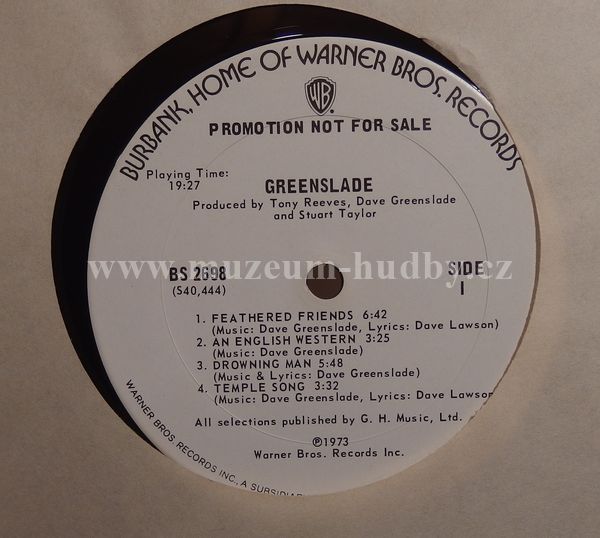 BURBANK, HOME OF WARNER BROS. RECORDS
WB
PROMOTION NOT FOR SALE
Playing Time:
19:27
GREENSLADE
Produced by Tony Reeves, Dave Greenslade
and Stuart Taylor
www.muzeum-hudby.cz
BS 2698
(S40,444)
SIDE
1
1. FEATHERED FRIENDS 6:42
(Music: Dave Greenslade, Lyrics: Dave Lawson)
2. AN ENGLISH WESTERN 3:25
(Music: Dave Greenslade)
3. DROWNING MAN 5:48
(Music & Lyrics: Dave Greenslade)
4. TEMPLE SONG 3:32
(Music: Dave Greenslade, Lyrics: Dave Lawson
All selections published by G. H. Music, Ltd.
℗1973
Warner Bros. Records Inc.
WARNER BROS. RECORDS INC., A SUBSIDIAR